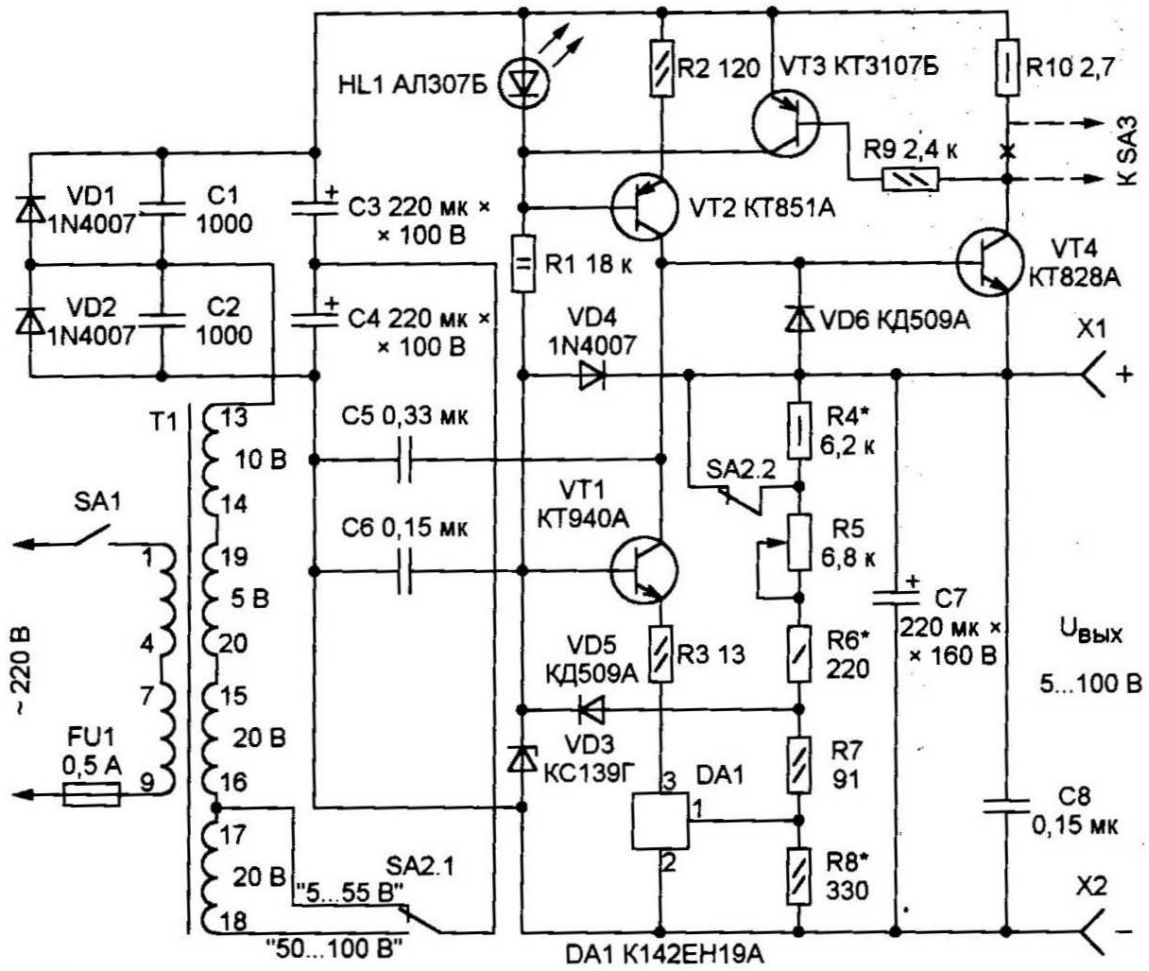 HL1 АЛ307Б
R2 120
VT3 КТ3107Б
R10 2,7
К SA3
R9 2,4 к
VD1
1N4007
C1
1000
+
C3 220 мк ×
× 100 В
VT2 КТ851А
VT4
КТ828А
R1 18 к
VD2
1N4007
C2
1000
+
C4 220 мк ×
× 100 В
VD4
1N4007
VD6 КД509А
X1
+
T1
13
10 В
14
C5 0,33 мк
R4*
6,2 к
SA2.2
SA1
C6 0,15 мк
VT1
КТ940А
R5
6,8 к
1
19
5 В
20
4
~ 220 В
7
9
FU1
0,5 А
15
20 В
16
R3 13
R6*
220
+
C7
220 мк ×
× 160 В
Uвых
5...100 В
VD5
КД509А
VD3
КС139Г
3
DA1
1
2
R7
91
C8
0,15 мк
17
20 В
18
SA2.1
"5...55 В"
"50...100 В"
R8*
330
X2
−
DA1 К142ЕН19А